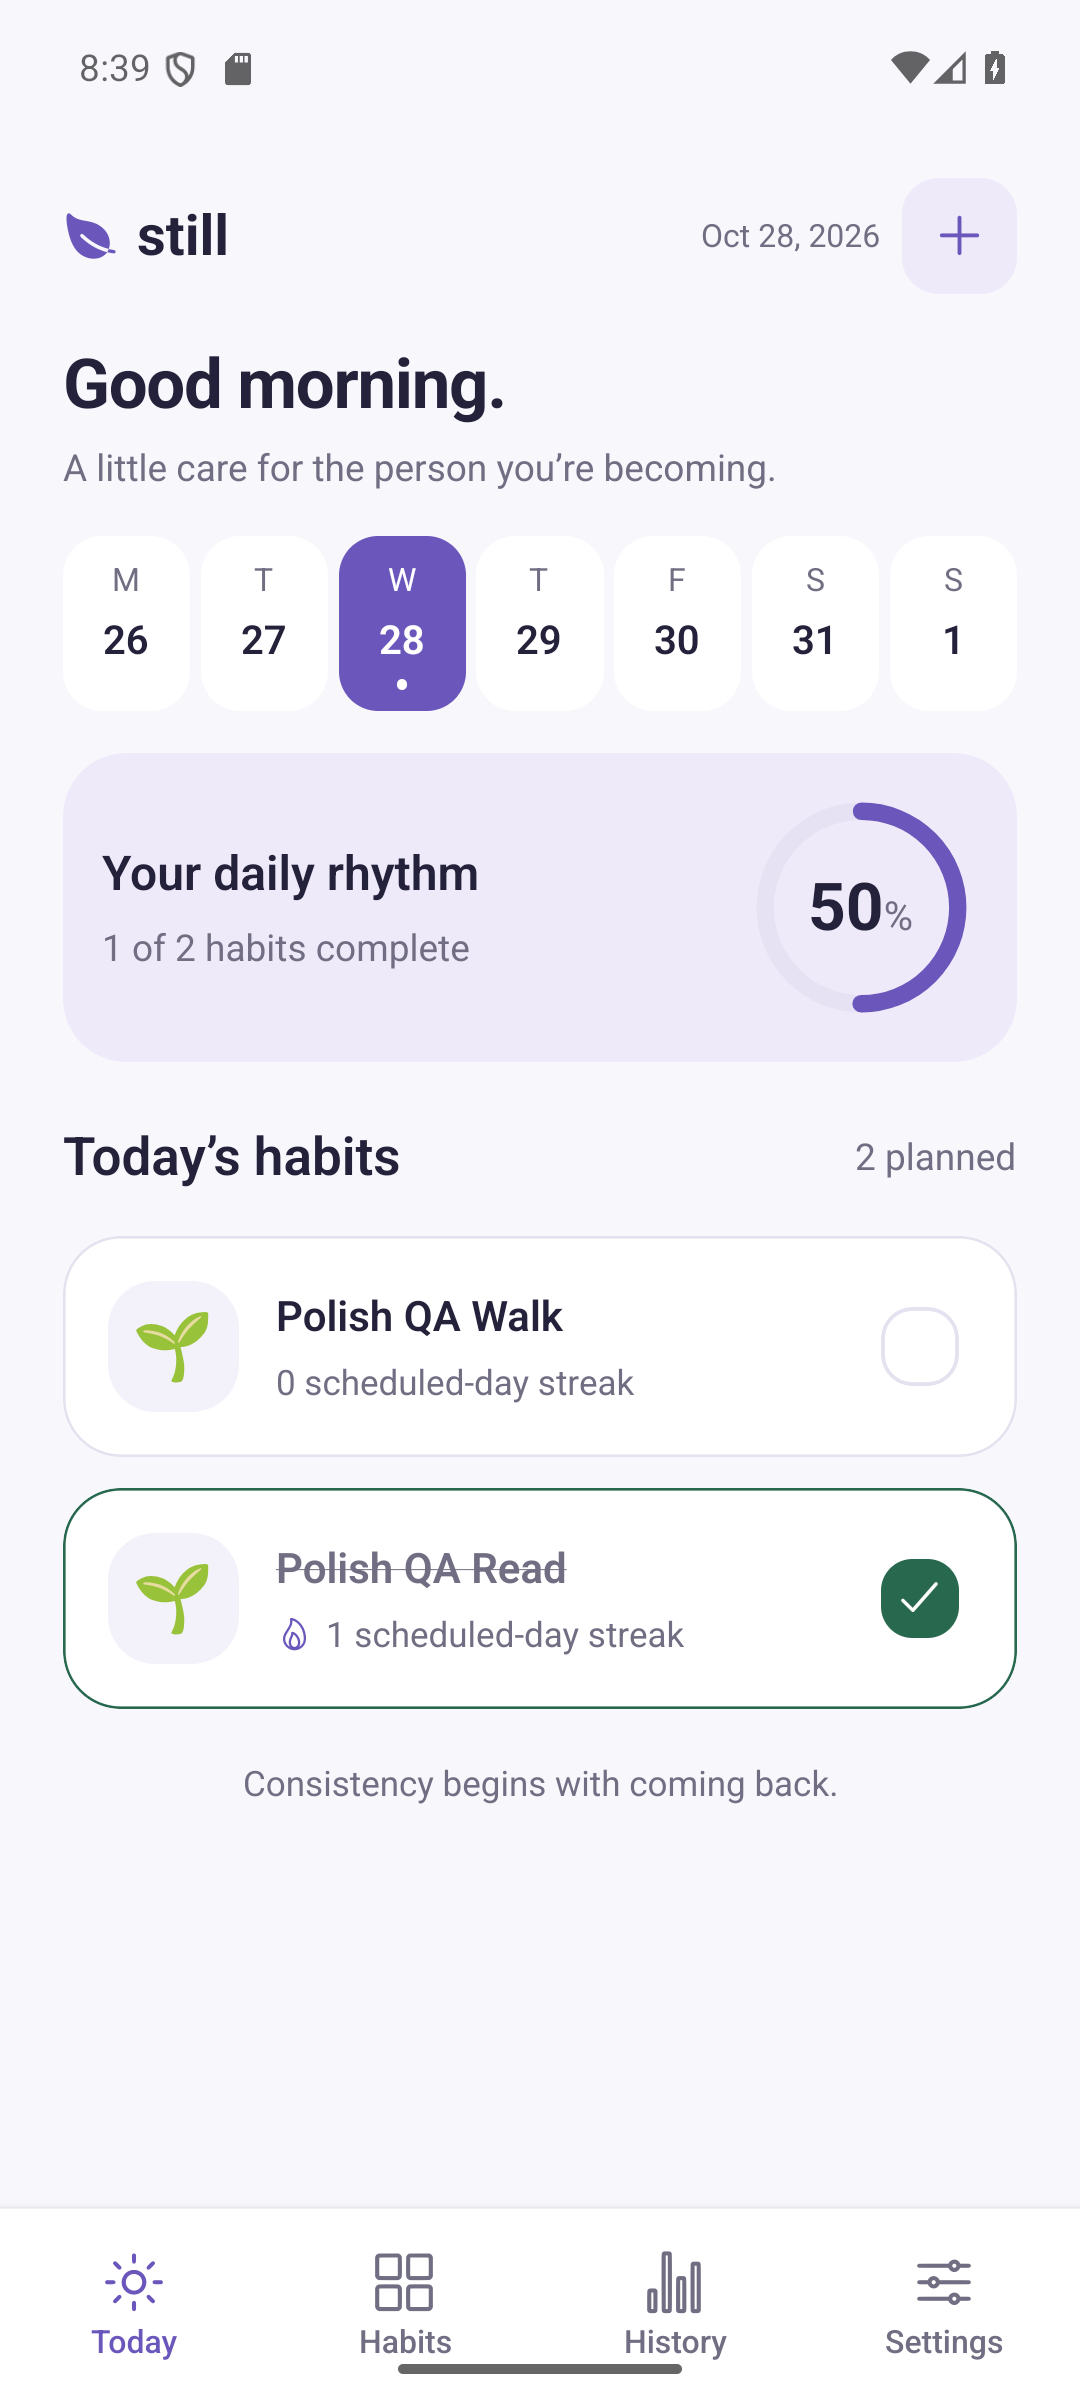 8:39
still
Oct 28, 2026
Good morning.
A little care for the person you’re becoming.
M T W T F S S
26 27 28 29 30 31 1
Your daily rhythm
1 of 2 habits complete
50%
Today’s habits
2 planned
Polish QA Walk
0 scheduled-day streak
Polish QA Read
1 scheduled-day streak
Consistency begins with coming back.
Today Habits History Settings